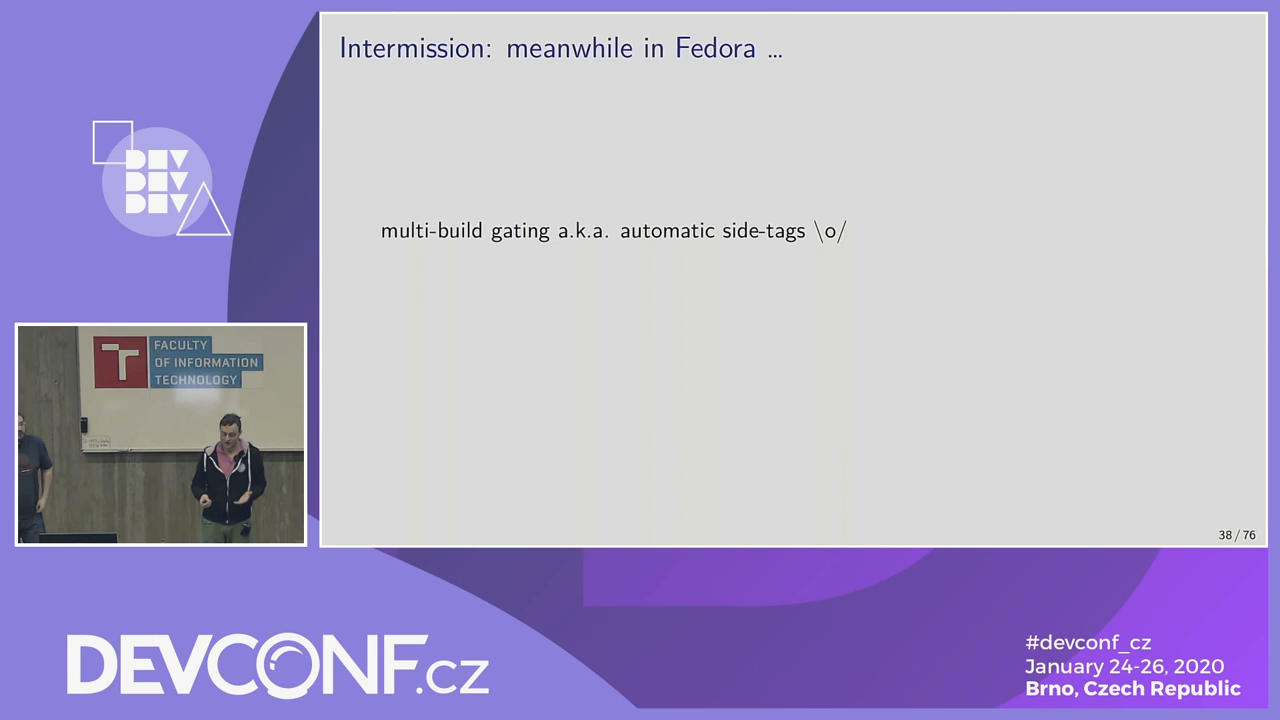 Intermission: meanwhile in Fedora ...
multi-build gating a.k.a. automatic side-tags \o/
38 / 76
DEV
DEV
DEV
FACULTY
OF INFORMATION
TECHNOLOGY
DEVCONF.cz
#devconf_cz
January 24-26, 2020
Brno, Czech Republic